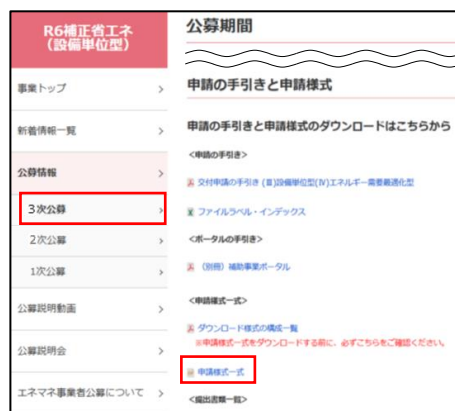 R6補正省エネ
（設備単位型）
事業トップ
新着情報一覧
公募情報
3次公募
2次公募
1次公募
公募説明動画
公募説明会
エネマネ事業者公募について
公募期間
申請の手引きと申請様式
申請の手引きと申請様式のダウンロードはこちらから
<申請の手引き>
交付申請の手引き (Ⅲ)設備単位型(Ⅳ)エネルギー需要最適化型
ファイルラベル・インデックス
<ポータルの手引き>
（別冊）補助事業ポータル
<申請様式一式>
ダウンロード様式の構成一覧
※申請様式一式をダウンロードする前に、必ずこちらをご確認ください。
申請様式一式
<提出書類一覧>